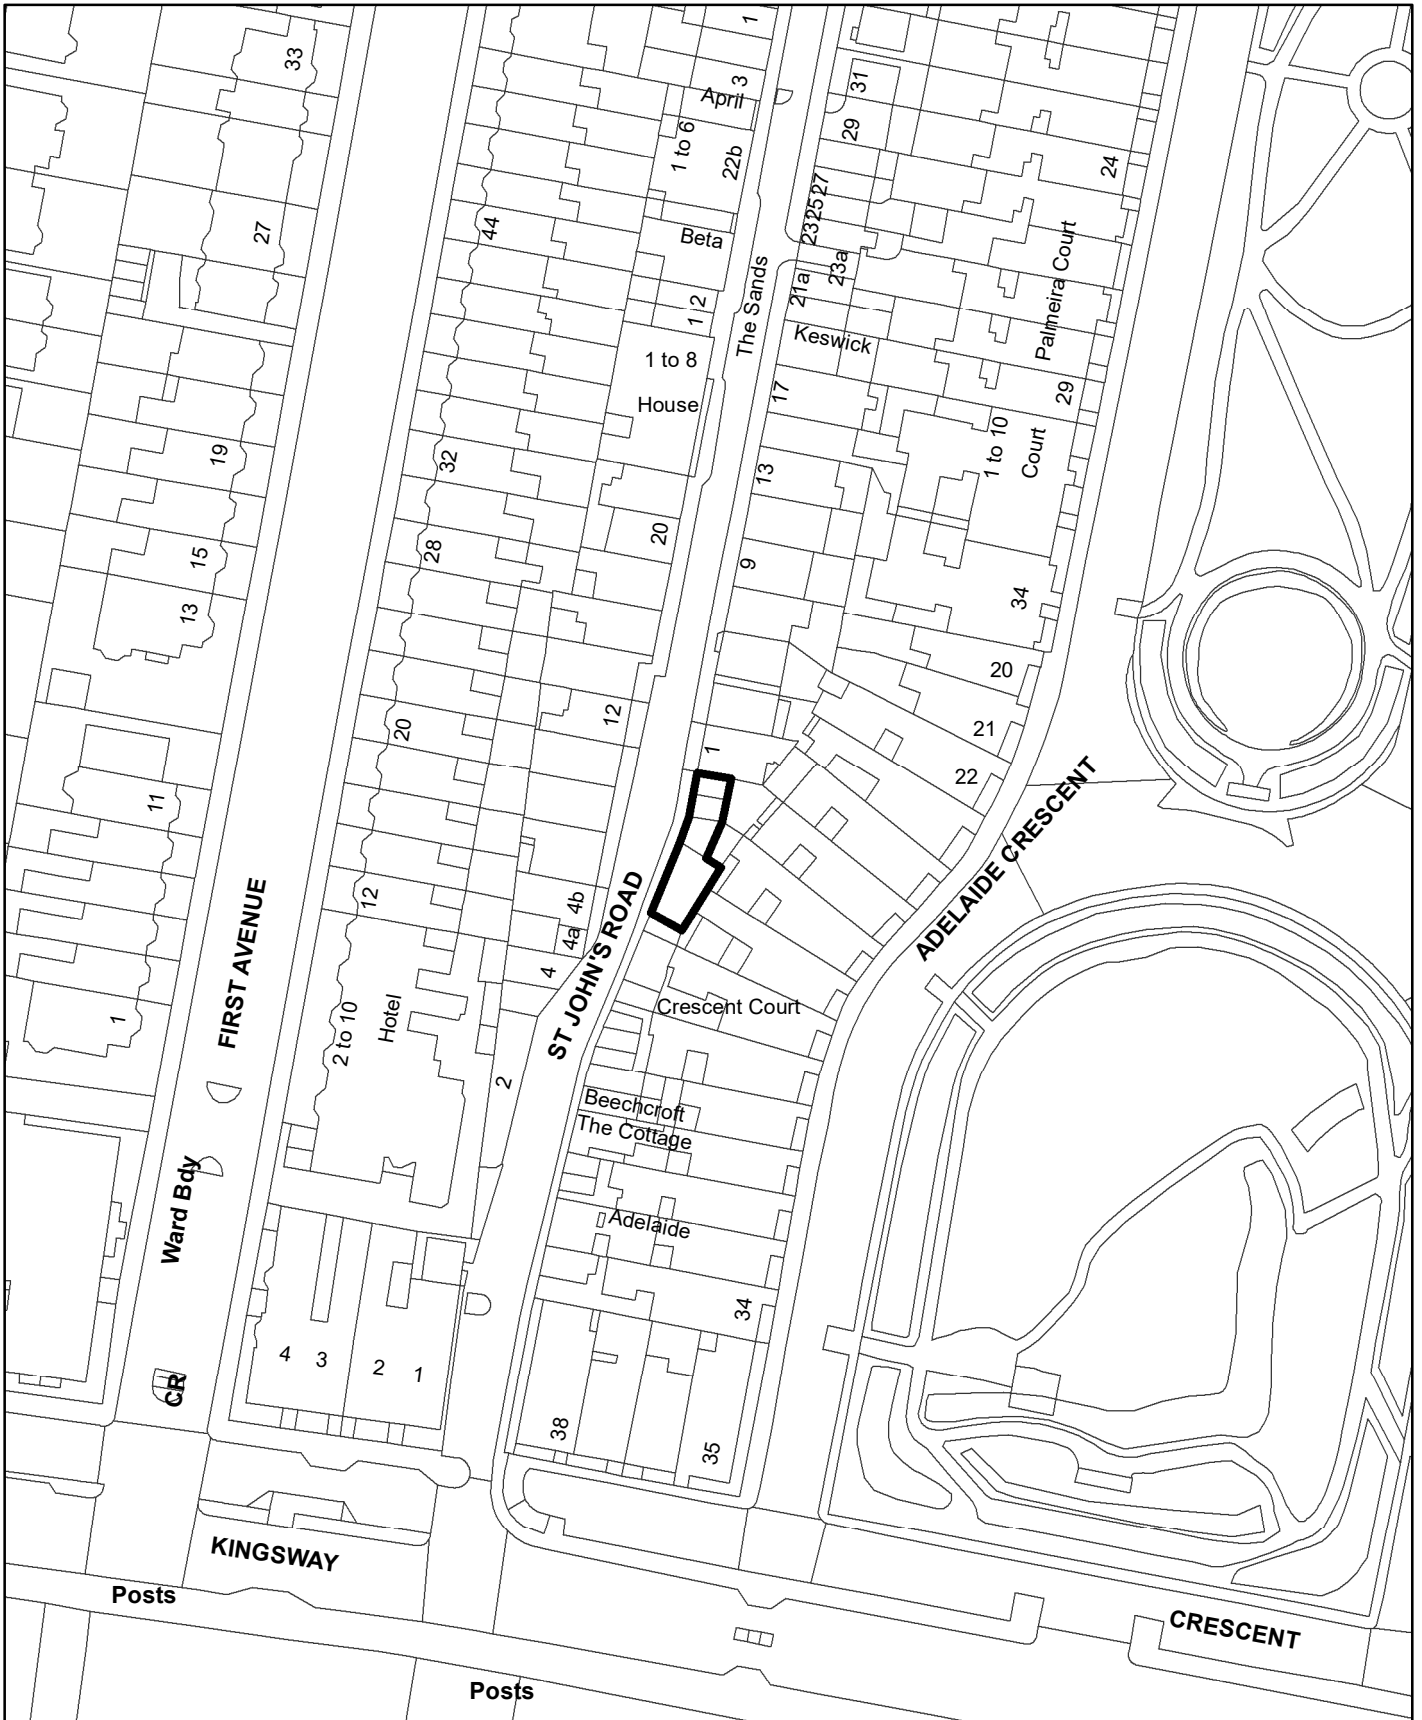 1
33
3
April
31
1 to 6
22b
29
24
27
25
23
27
44
Beta
23a
Palmeira Court
21a
The Sands
2
1
Keswick
1 to 8
House
17
29
1 to 10
Court
19
32
13
20
15
28
9
13
34
20
12
20
21
1
22
11
ADELAIDE CRESCENT
12
4b
4a
ST JOHN'S ROAD
FIRST AVENUE
4
1
2 to 10
Hotel
Crescent Court
2
Beechcroft
The Cottage
Ward Bdy
Adelaide
34
4
3
2
1
CR
38
35
KINGSWAY
Posts
CRESCENT
Posts